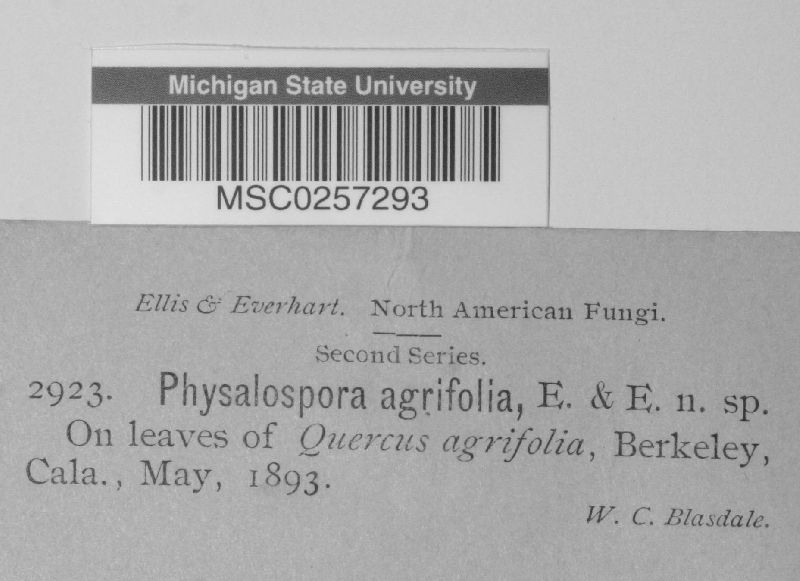 Michigan State University
MSC0257293
Ellis & Everhart. North American Fungi.
Second Series.
2923. Physalospora agrifolia, E. & E. n. sp.
On leaves of Quercus agrifolia, Berkeley,
Cala., May, 1893.
W. C. Blasdale.